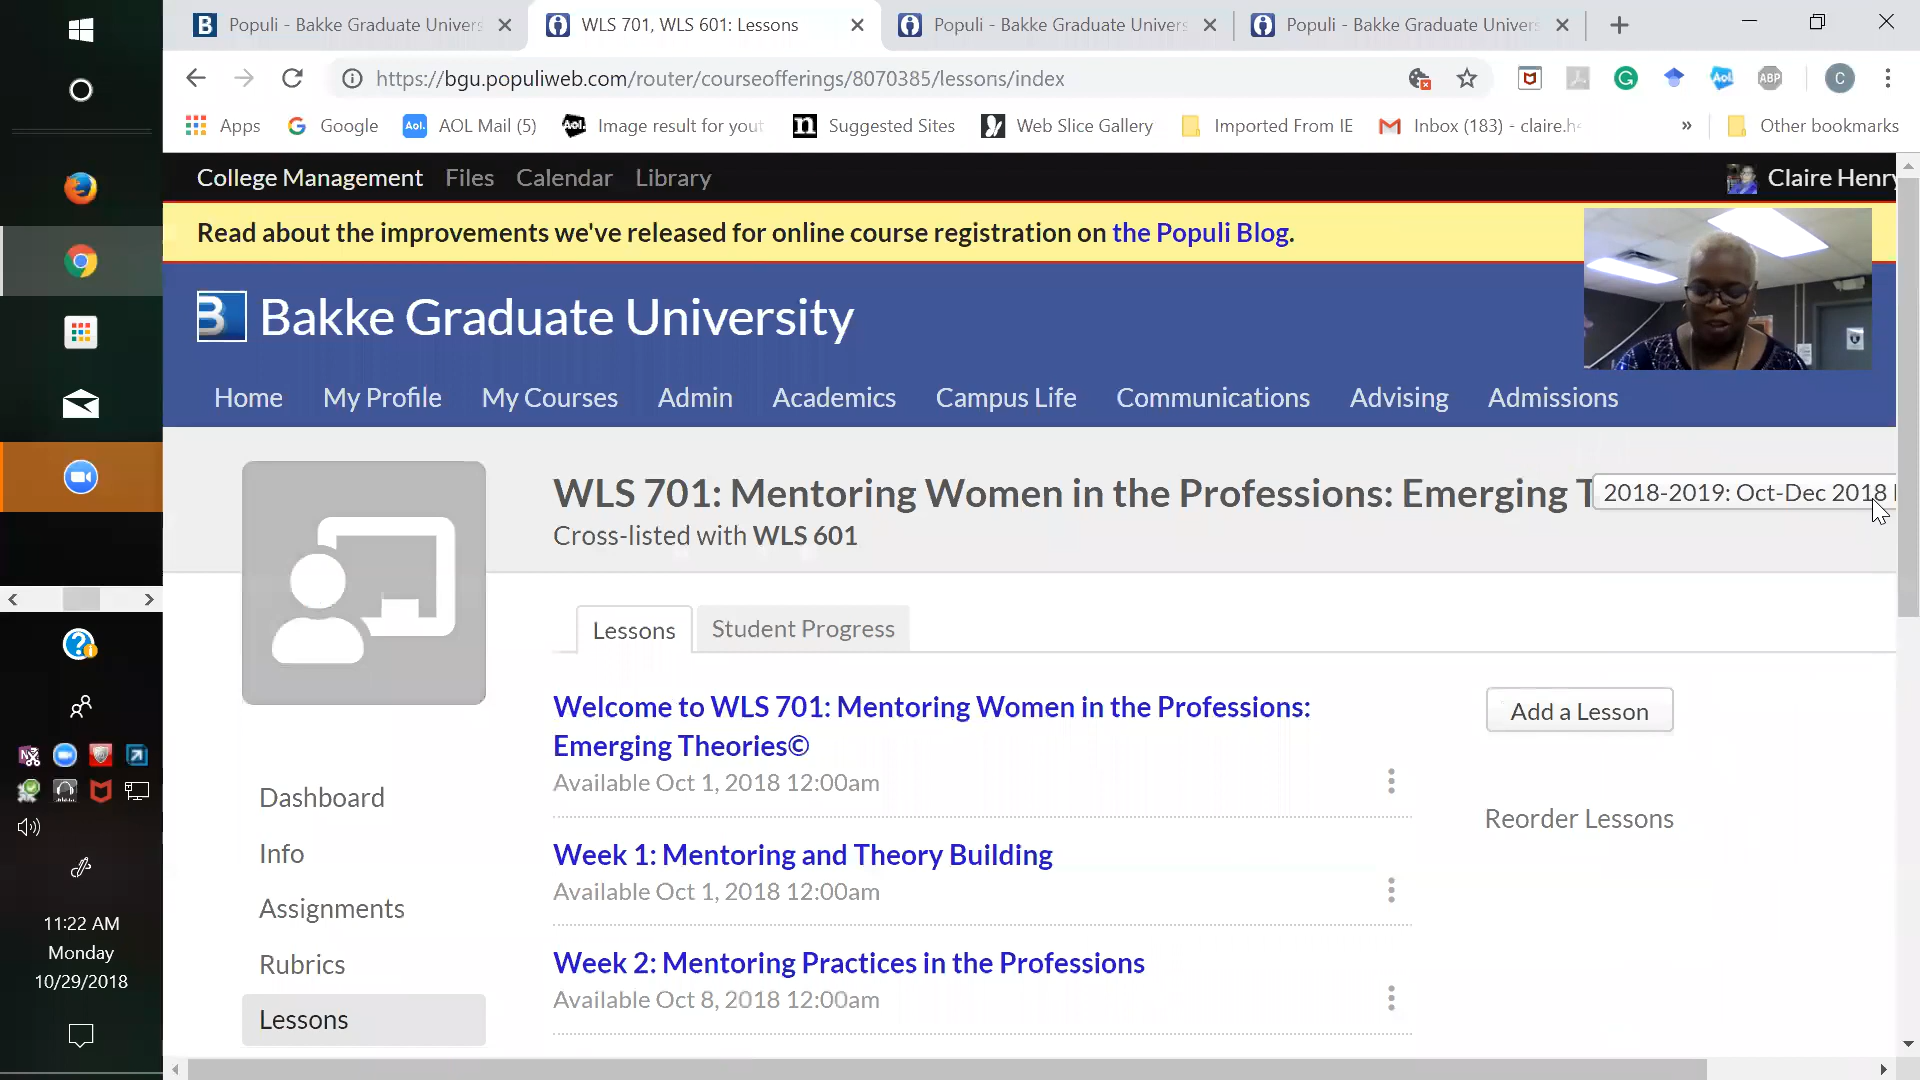 Populi - Bakke Graduate Univers
WLS 701, WLS 601: Lessons
Populi - Bakke Graduate Univers
Populi - Bakke Graduate Univers
https://bgu.populiweb.com/router/courseofferings/8070385/lessons/index
ABP
C
Apps
Google
AOL Mail (5)
Image result for yout
Suggested Sites
Web Slice Gallery
Imported From IE
Inbox (183) - claire.h
»
Other bookmarks
College Management
Files
Calendar
Library
Claire Henry
Read about the improvements we've released for online course registration on the Populi Blog.
B
Bakke Graduate University
Home
My Profile
My Courses
Admin
Academics
Campus Life
Communications
Advising
Admissions
WLS 701: Mentoring Women in the Professions: Emerging T
2018-2019: Oct-Dec 2018
Cross-listed with WLS 601
Lessons
Student Progress
Welcome to WLS 701: Mentoring Women in the Professions:
Emerging Theories©
Available Oct 1, 2018 12:00am
Add a Lesson
Reorder Lessons
Week 1: Mentoring and Theory Building
Available Oct 1, 2018 12:00am
Week 2: Mentoring Practices in the Professions
Available Oct 8, 2018 12:00am
Dashboard
Info
Assignments
Rubrics
Lessons
11:22 AM
Monday
10/29/2018